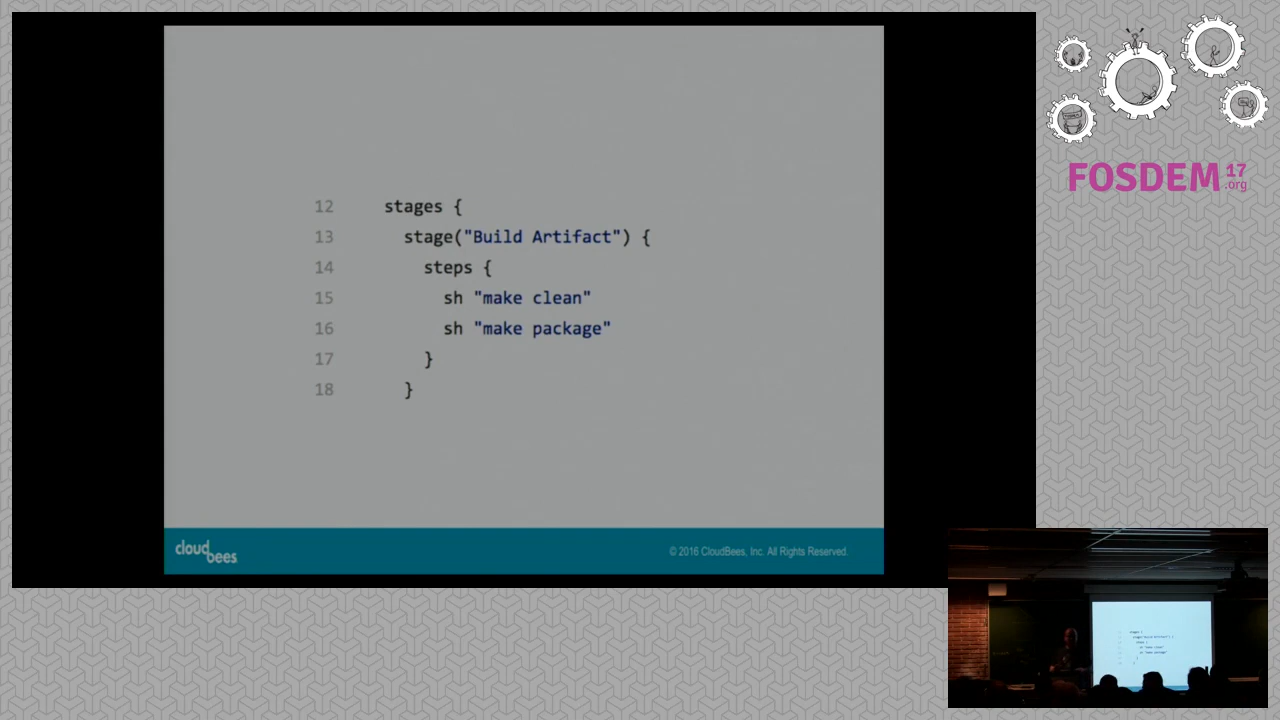 12 stages {
13 stage("Build Artifact") {
14 steps {
15 sh "make clean"
16 sh "make package"
17 }
18 }
cloudbees
© 2016 CloudBees, Inc. All Rights Reserved.
FOSDEM 17
.org